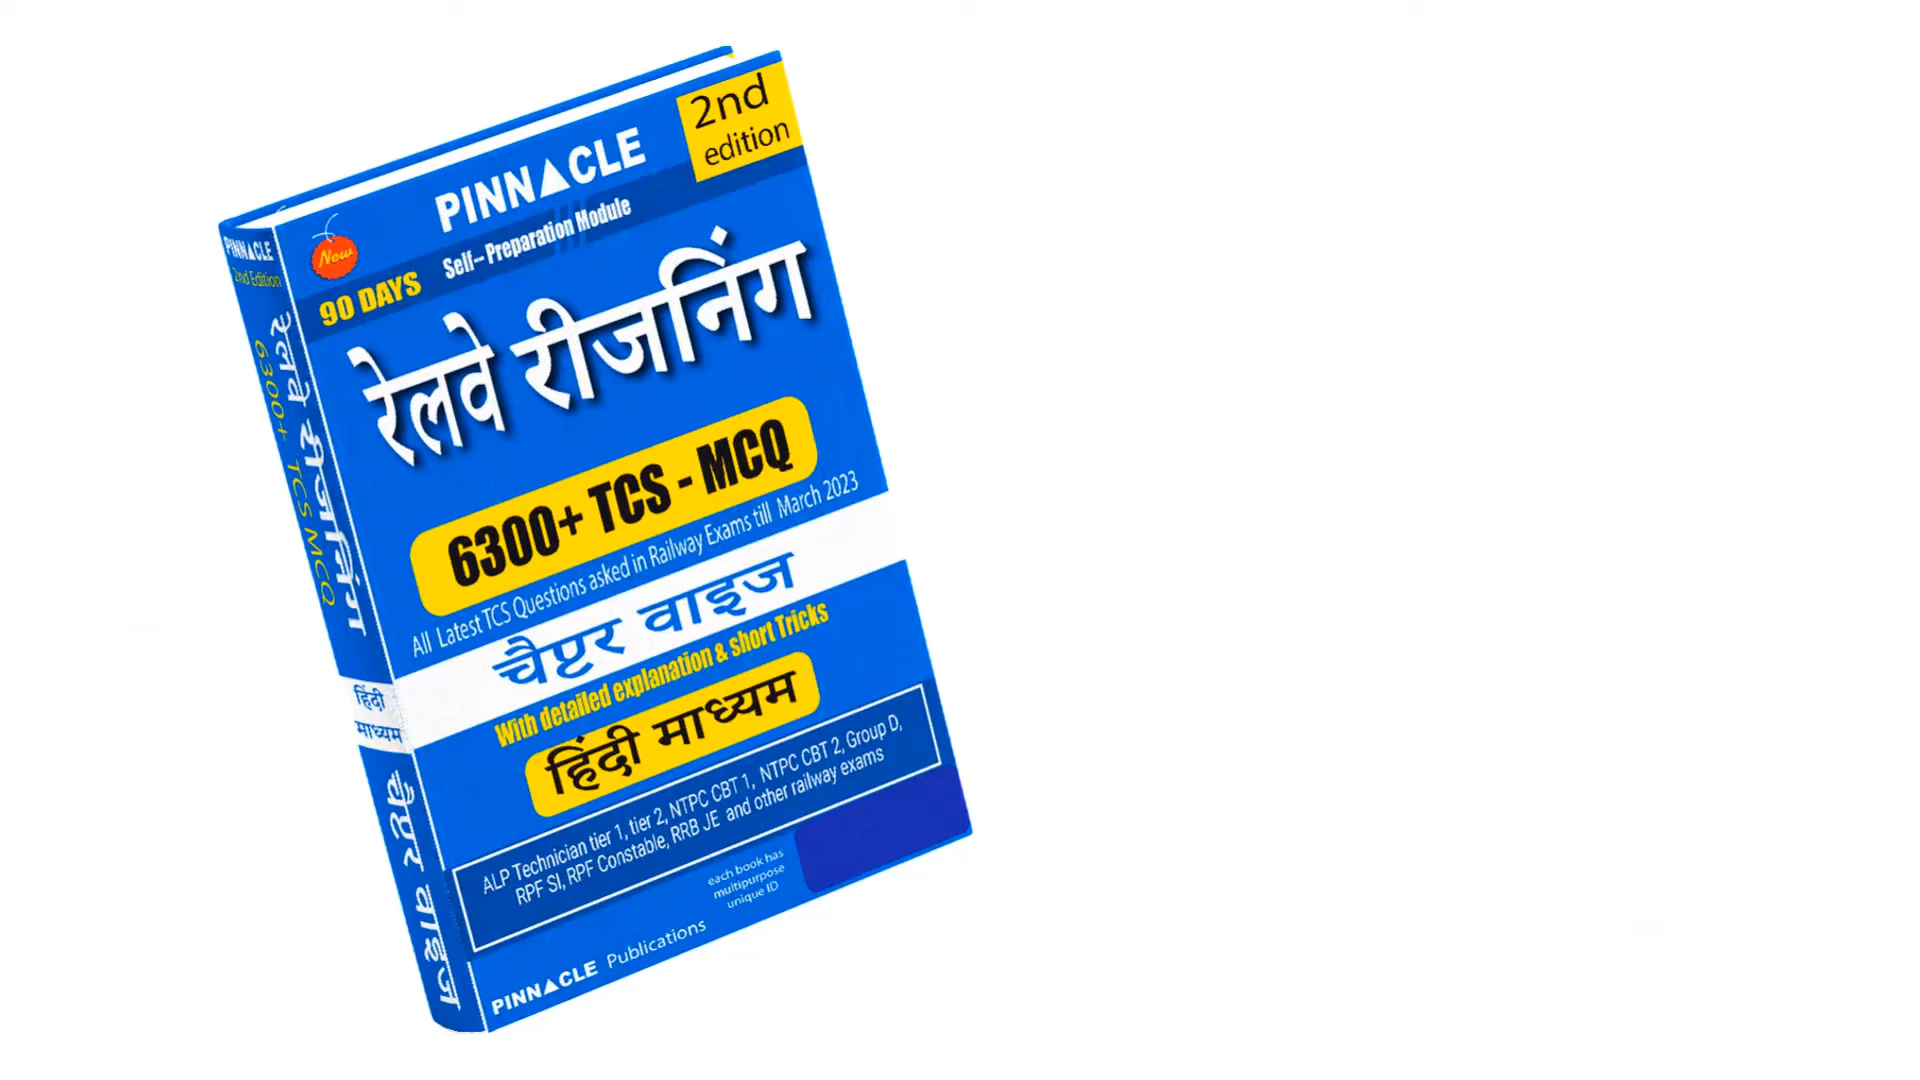 PINNACLE
2nd Edition
रेलवे रीजनिंग
6300+ TCS MCQ
हिंदी
माध्यम
चैप्टर वाइज
2nd
edition
PINNACLE
New
90 DAYS Self-Preparation Module
रेलवे रीजनिंग
6300+ TCS - MCQ
All Latest TCS Questions asked in Railway Exams till March 2023
चैप्टर वाइज
With detailed explanation & short Tricks
हिंदी माध्यम
ALP Technician tier 1, tier 2, NTPC CBT 1, NTPC CBT 2, Group D,
RPF SI, RPF Constable, RRB JE and other railway exams
each book has
multipurpose
unique ID
PINNACLE Publications